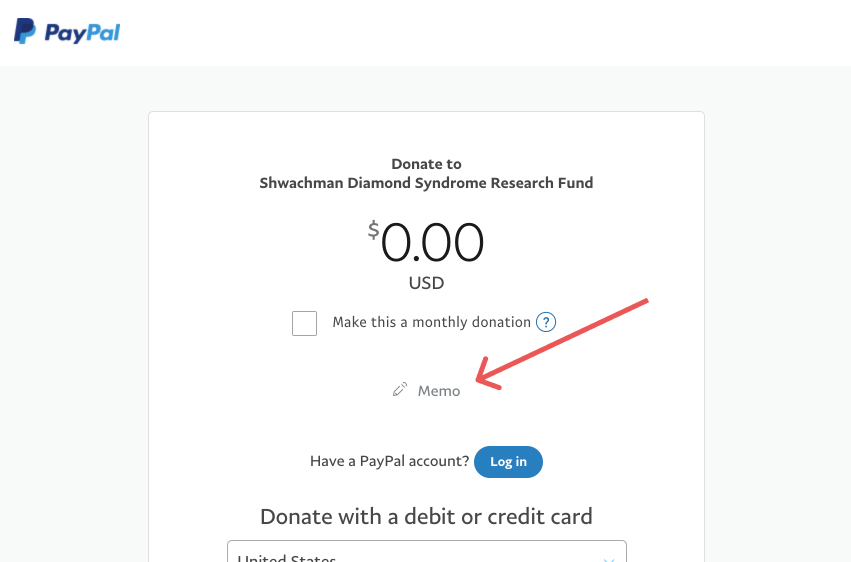 PayPal
Donate to
Shwachman Diamond Syndrome Research Fund
$0.00
USD
Make this a monthly donation ?
Memo
Have a PayPal account? Log in
Donate with a debit or credit card
United States